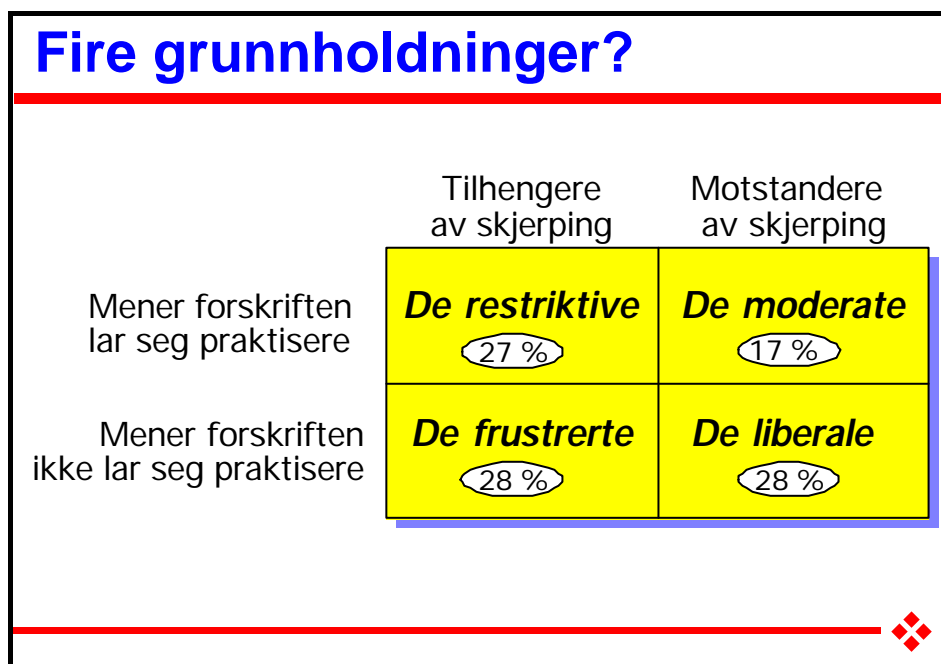 Fire grunnholdninger?
Tilhengere
av skjerping
Motstandere
av skjerping
Mener forskriften
lar seg praktisere
De restriktive
27 %
De moderate
17 %
Mener forskriften
ikke lar seg praktisere
De frustrerte
28 %
De liberale
28 %